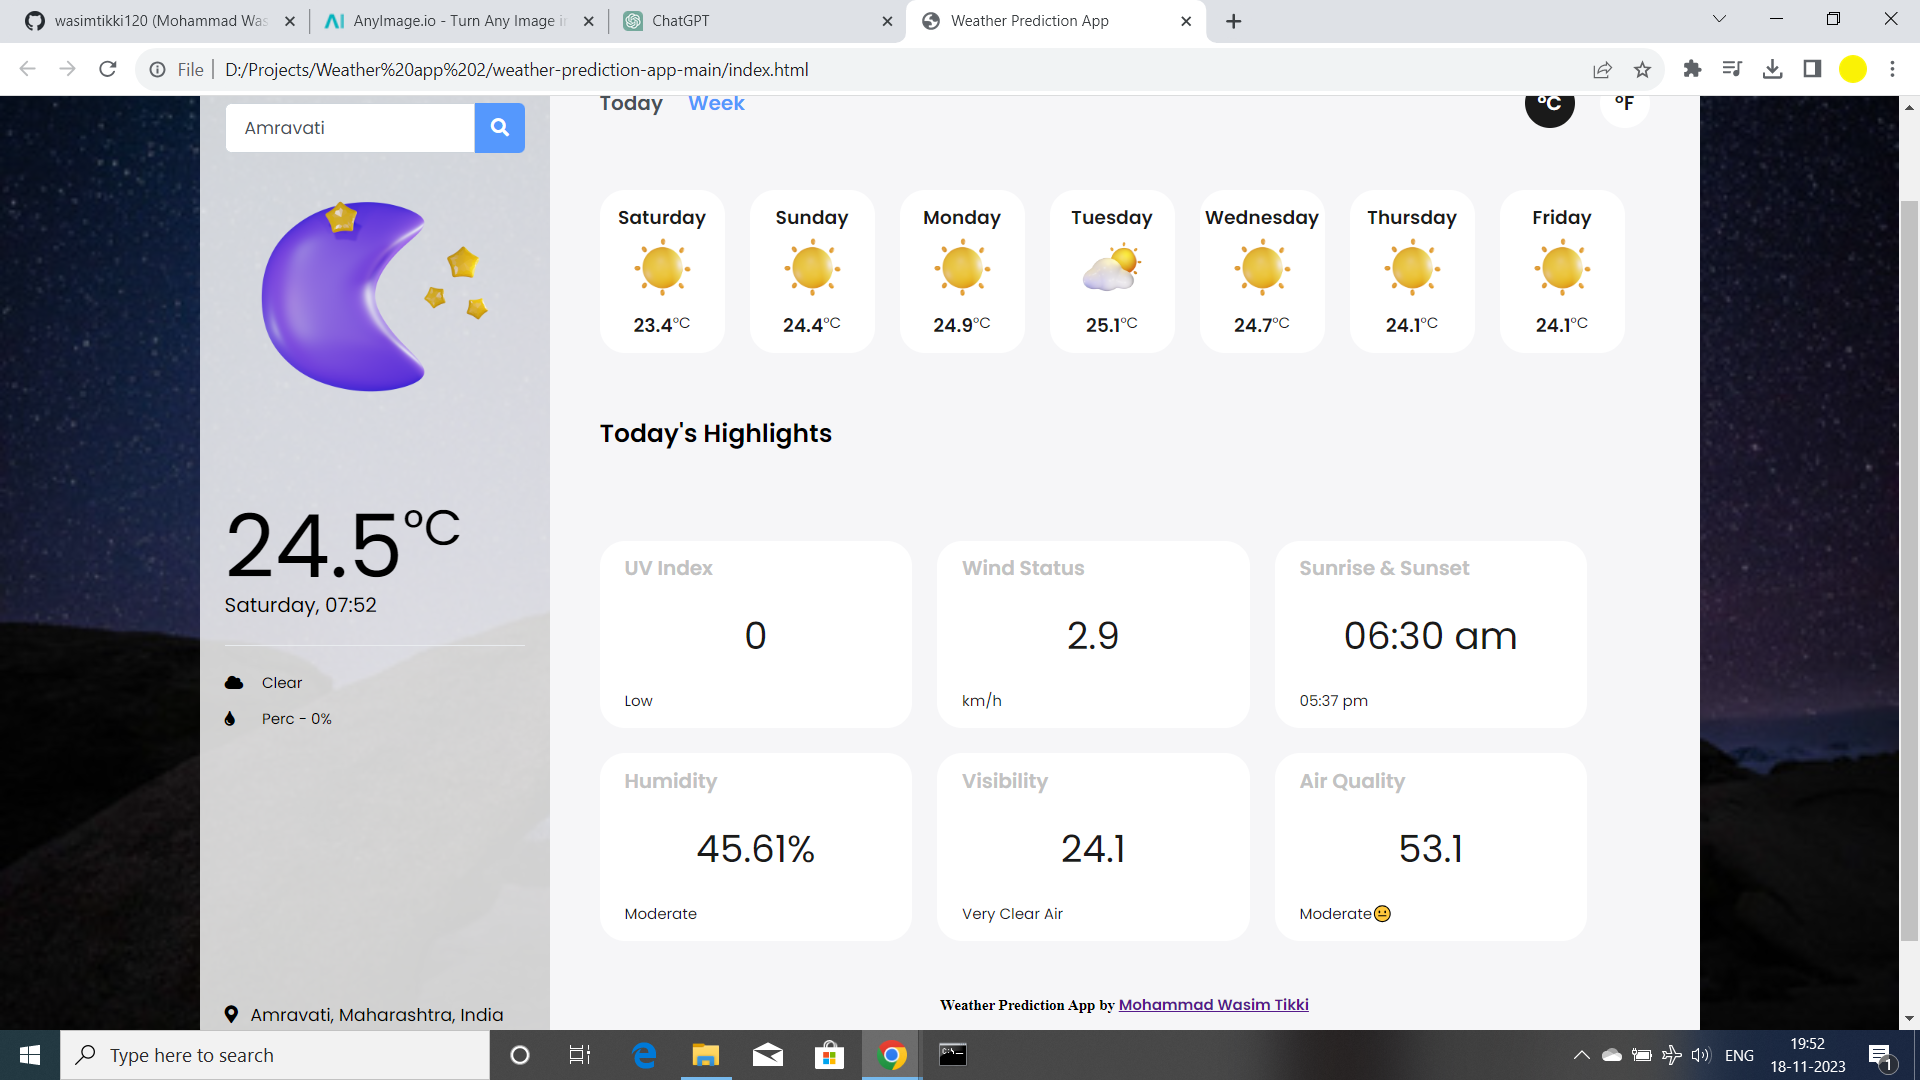 wasimtikki120 (Mohammad Was
AnyImage.io - Turn Any Image in
ChatGPT
Weather Prediction App
File
D:/Projects/Weather%20app%202/weather-prediction-app-main/index.html
Amravati
Today Week
°C °F
Saturday Sunday Monday Tuesday Wednesday Thursday Friday
23.4°C 24.4°C 24.9°C 25.1°C 24.7°C 24.1°C 24.1°C
Today's Highlights
24.5°C
Saturday, 07:52
Clear
Perc - 0%
UV Index Wind Status Sunrise & Sunset
0 2.9 06:30 am
Low km/h 05:37 pm
Humidity Visibility Air Quality
45.61% 24.1 53.1
Moderate Very Clear Air Moderate😐
Amravati, Maharashtra, India
Weather Prediction App by Mohammad Wasim Tikki
Type here to search
ENG
19:52
18-11-2023
1